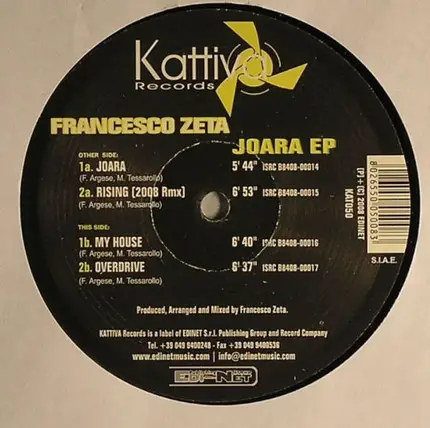 Kattiva
Records
FRANCESCO ZETA
JOARA EP
OTHER SIDE:
1a. JOARA 5' 44" ISRC B8408-00014
(F. Argese, M. Tessarollo)
2a. RISING [2008 Rmx] 6' 53" ISRC B8408-00015
(F. Argese, M. Tessarollo)
THIS SIDE:
1b. MY HOUSE 6' 40" ISRC B8408-00016
(F. Argese, M. Tessarollo)
2b. OVERDRIVE 6' 37" ISRC B8408-00017
(F. Argese, M. Tessarollo)
(P) + (C) 2008 EDINET
KAT050
8026550050083
S.I.A.E.
Produced, Arranged and Mixed by Francesco Zeta.
KATTIVA Records is a label of EDINET S.r.l. Publishing Group and Record Company
Tel. +39 049 9400248 - Fax +39 049 9400536
www.edinetmusic.com | info@edinetmusic.com
EDI-NET